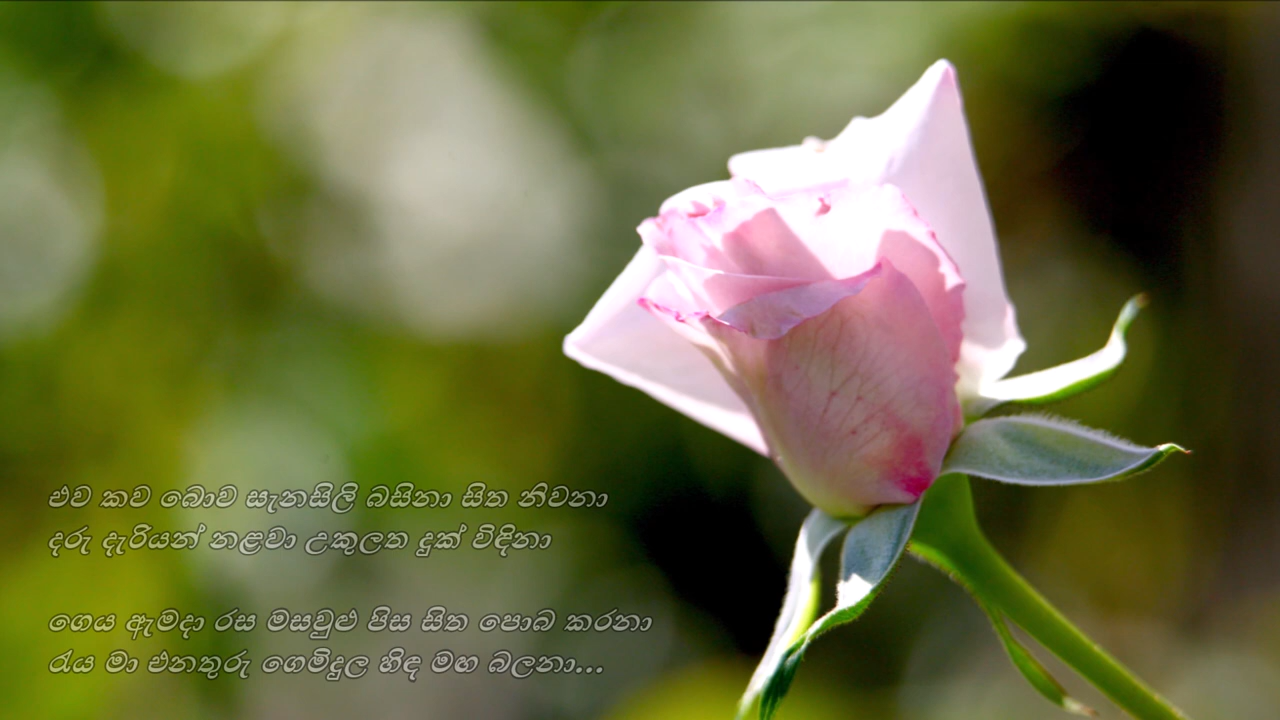 එව කව බොව සැනසිලි බසිනා සිත නිවනා
දරු දැරියන් නළවා උකුලත දුක් විඳිනා
ගෙය ඇමදා රස මසවුළු පිස සිත පොබ කරනා
රැය මා එනතුරු ගෙමිදුල හිඳ මඟ බලනා...